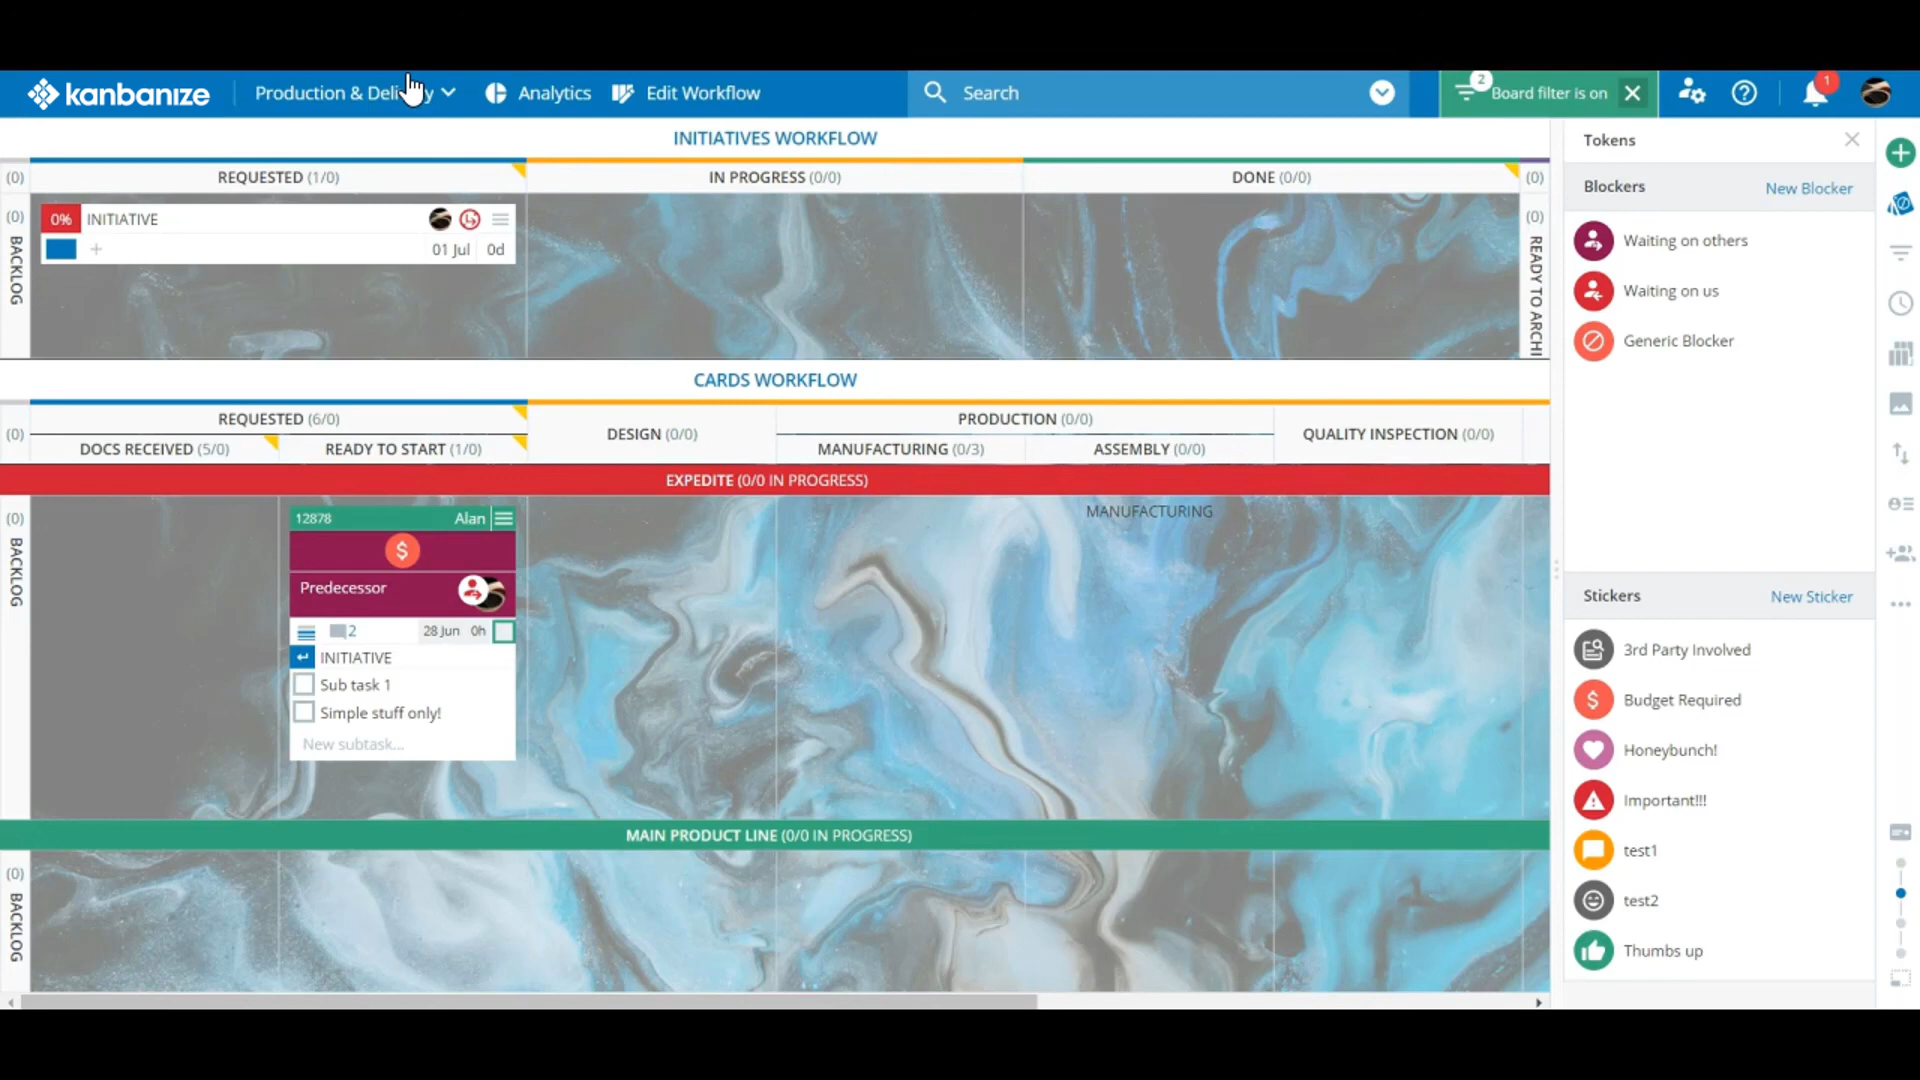 kanbanize
Production & Deli y
Analytics
Edit Workflow
Search
2
Board filter is on
1
INITIATIVES WORKFLOW
(0)
REQUESTED (1/0)
IN PROGRESS (0/0)
DONE (0/0)
(0)
(0)
BACKLOG
0%
INITIATIVE
01 Jul
0d
(0)
READY TO ARCHI
CARDS WORKFLOW
(0)
REQUESTED (6/0)
DOCS RECEIVED (5/0)
READY TO START (1/0)
DESIGN (0/0)
PRODUCTION (0/0)
MANUFACTURING (0/3)
ASSEMBLY (0/0)
QUALITY INSPECTION (0/0)
EXPEDITE (0/0 IN PROGRESS)
(0)
BACKLOG
12878
Alan
$
Predecessor
2
28 Jun
0h
INITIATIVE
Sub task 1
Simple stuff only!
New subtask...
MANUFACTURING
MAIN PRODUCT LINE (0/0 IN PROGRESS)
(0)
BACKLOG
Tokens
Blockers
New Blocker
Waiting on others
Waiting on us
Generic Blocker
Stickers
New Sticker
3rd Party Involved
$
Budget Required
Honeybunch!
Important!!!
test1
test2
Thumbs up